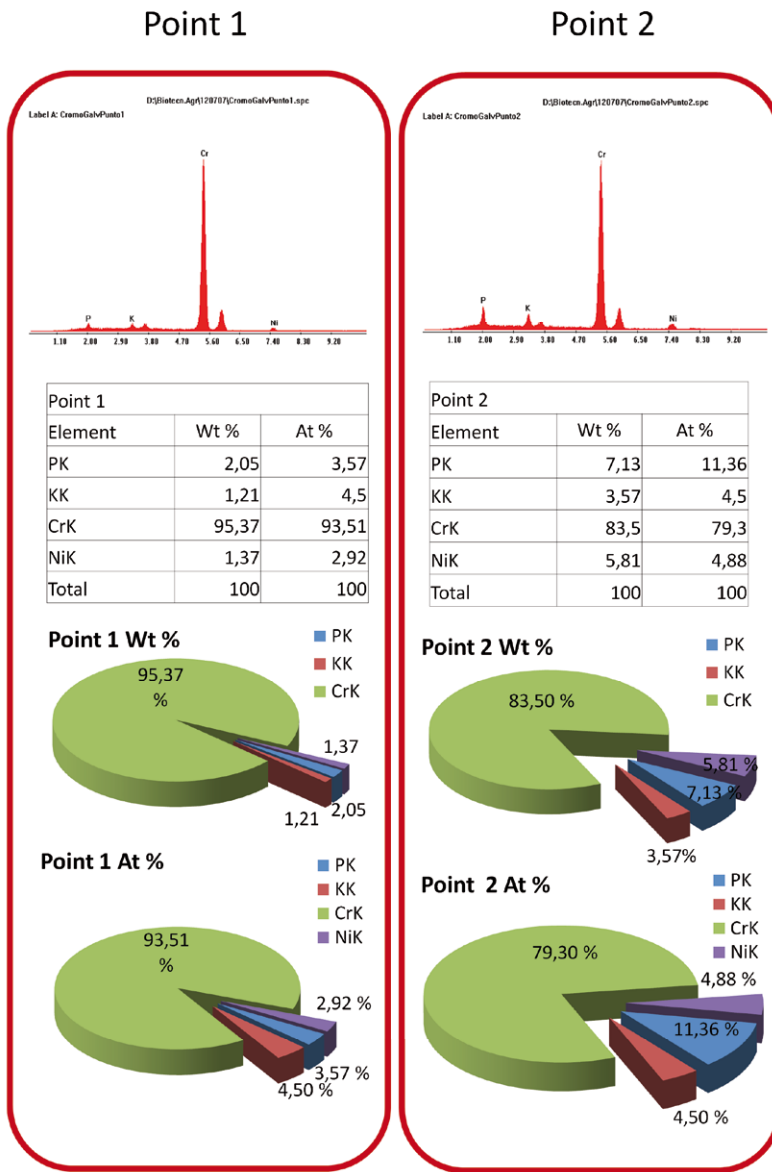 Point 1
Point 2
D:\Biotecn.Agr\120707\CromoGalvPunto1.spc
Label A: CromoGalvPunto1
Cr
P
K
Ni
1.10 2.00 2.90 3.80 4.70 5.60 6.50 7.40 8.30 9.20
Point 1
Element Wt % At %
PK 2,05 3,57
KK 1,21 4,5
CrK 95,37 93,51
NiK 1,37 2,92
Total 100 100
Point 1 Wt %
PK
KK
CrK
95,37
%
1,37
2,05
1,21
Point 1 At %
PK
KK
CrK
NiK
93,51
%
2,92 %
3,57 %
4,50 %
D:\Biotecn.Agr\120707\CromoGalvPunto2.spc
Label A: CromoGalvPunto2
Cr
P
K
Ni
1.10 2.00 2.90 3.80 4.70 5.60 6.50 7.40 8.30 9.20
Point 2
Element Wt % At %
PK 7,13 11,36
KK 3,57 4,5
CrK 83,5 79,3
NiK 5,81 4,88
Total 100 100
Point 2 Wt %
PK
KK
CrK
83,50 %
5,81 %
7,13 %
3,57%
Point 2 At %
PK
KK
CrK
NiK
79,30 %
4,88 %
11,36 %
4,50 %